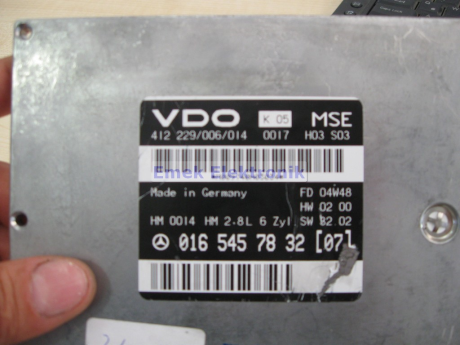 VDO K 05 MSE
412 229/006/014 0017 H03 S03
Emek Elektronik
Made in Germany FD 04W48
HW 02 00
HM 0014 HM 2.8L 6 Zyl SW 82.02
016 545 78 32 [07]